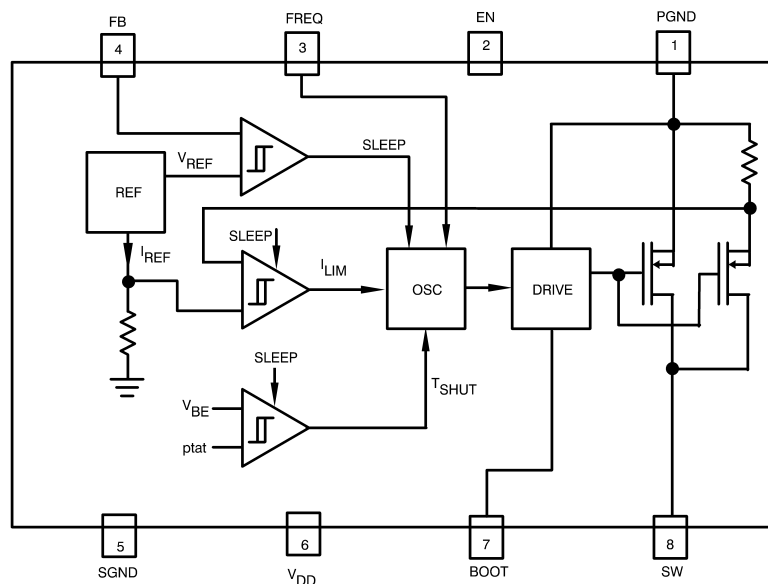 FB
FREQ
EN
PGND
4
3
2
1
SLEEP
VREF
REF
SLEEP
IREF
ILIM
OSC
DRIVE
SLEEP
TSHUT
VBE
ptat
5
6
7
8
SGND
VDD
BOOT
SW